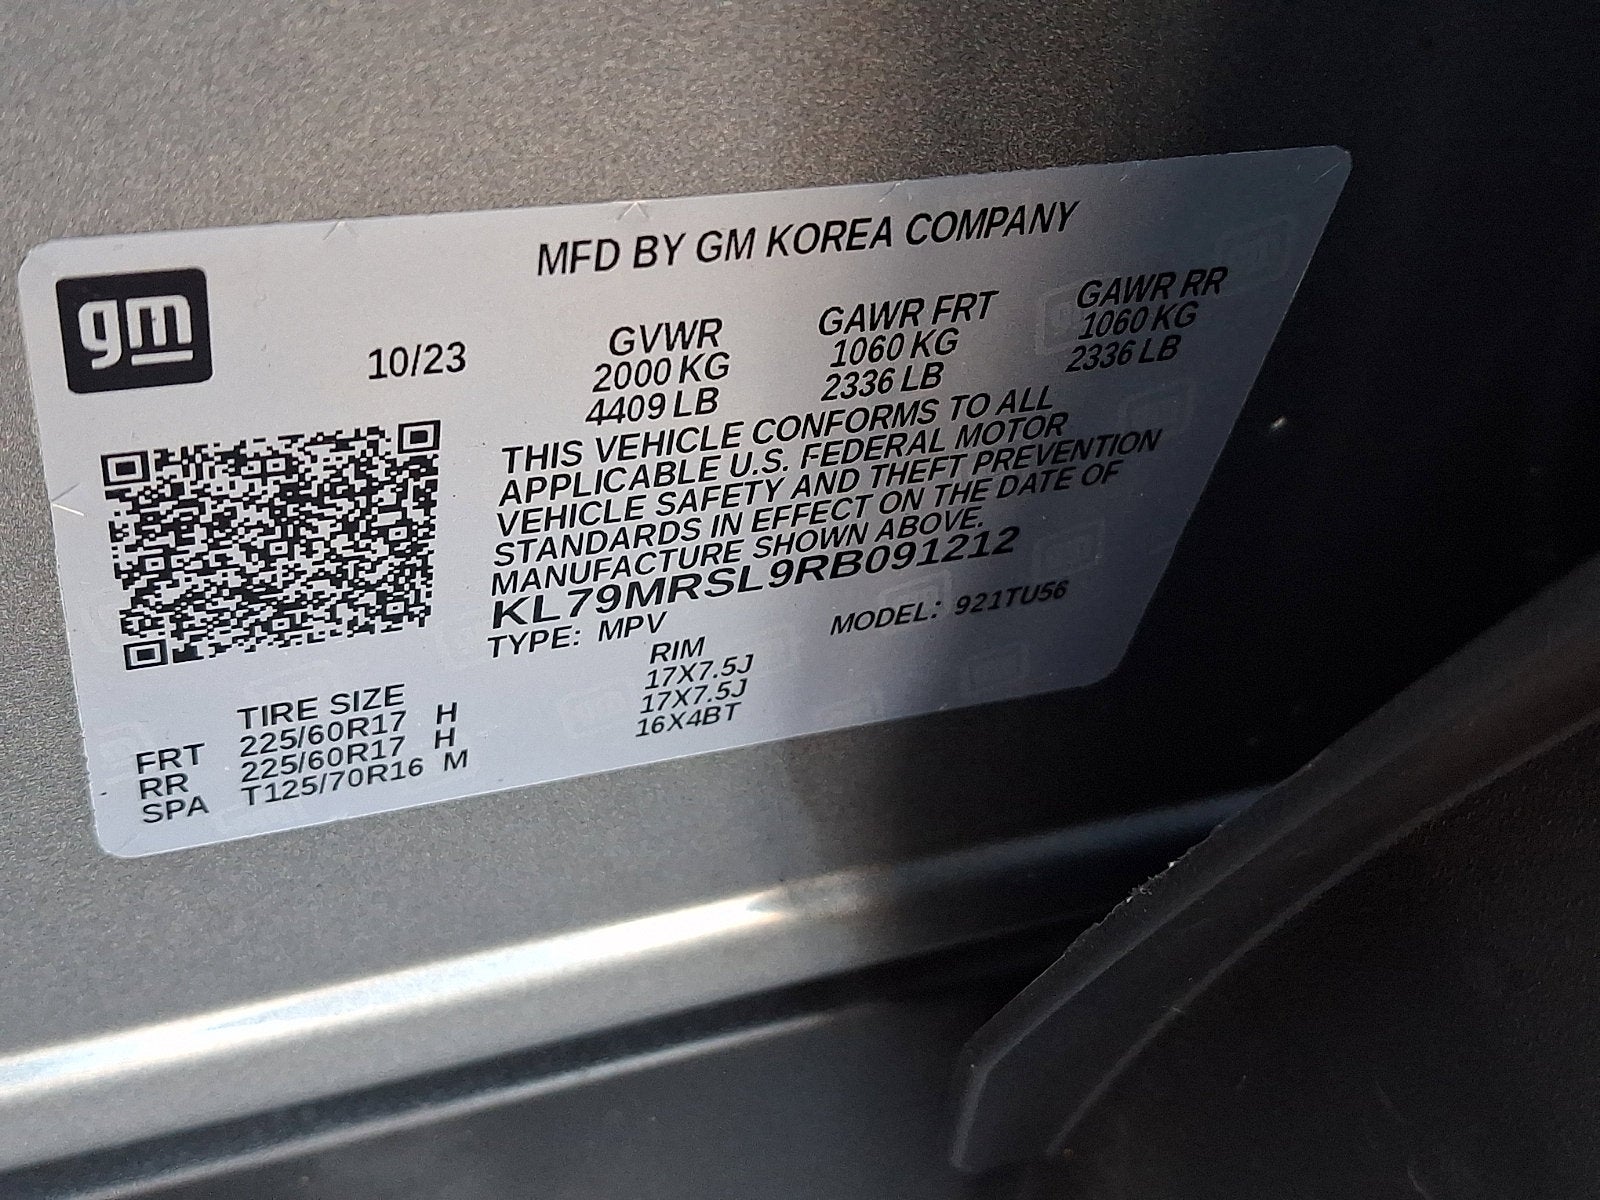 MFD BY GM KOREA COMPANY
gm
10/23
GVWR GAWR FRT GAWR RR
2000 KG 1060 KG 1060 KG
4409 LB 2336 LB 2336 LB
THIS VEHICLE CONFORMS TO ALL
APPLICABLE U.S. FEDERAL MOTOR
VEHICLE SAFETY AND THEFT PREVENTION
STANDARDS IN EFFECT ON THE DATE OF
MANUFACTURE SHOWN ABOVE.
KL79MRSL9RB091212
TYPE: MPV MODEL: 921TU56
TIRE SIZE RIM
FRT 225/60R17 H 17X7.5J
RR 225/60R17 H 17X7.5J
SPA T125/70R16 M 16X4BT